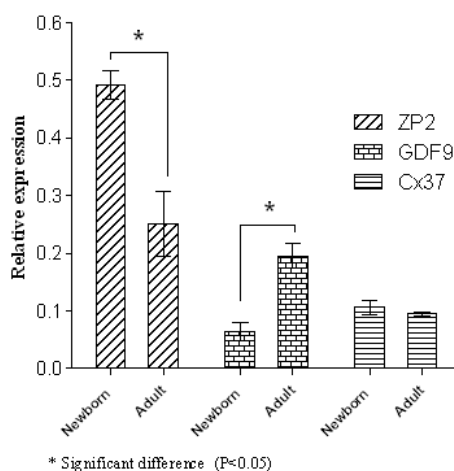 0.6
0.5
0.4
0.3
0.2
0.1
0.0
Relative expression
*
*
ZP2
GDF9
Cx37
Newborn
Adult
Newborn
Adult
Newborn
Adult
* Significant difference (P<0.05)